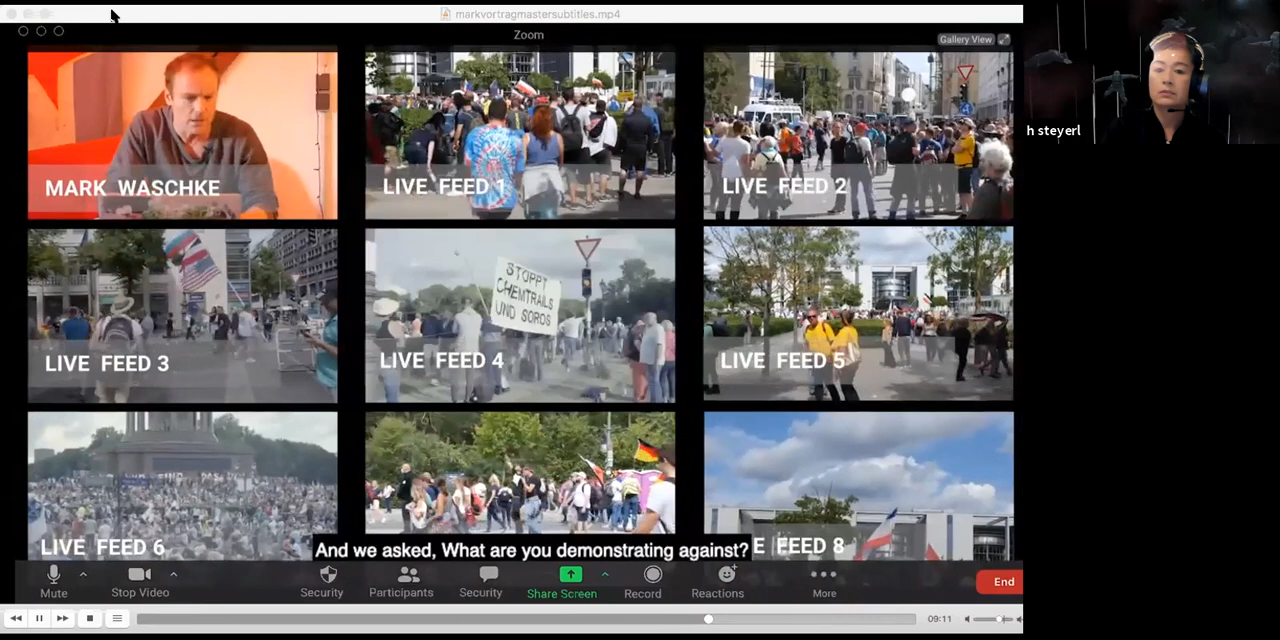 markvortragmastersubtitles.mp4
Zoom
Gallery View
h steyerl
MARK WASCHKE
LIVE FEED 1
LIVE FEED 2
LIVE FEED 3
STOPPT
CHEMTRAILS
UND SOROS
LIVE FEED 4
LIVE FEED 5
LIVE FEED 6
E FEED 8
And we asked, What are you demonstrating against?
Mute
Stop Video
Security
Participants
Security
Share Screen
Record
Reactions
More
End
09:11